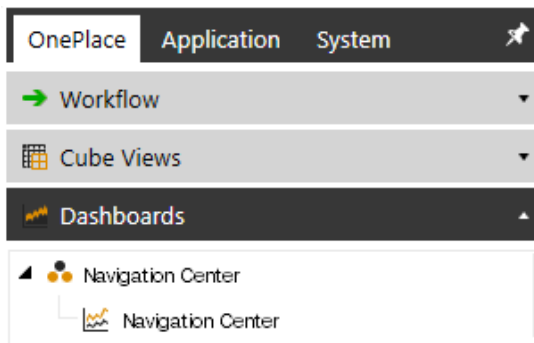 OnePlace Application System
Workflow
Cube Views
Dashboards
Navigation Center
Navigation Center